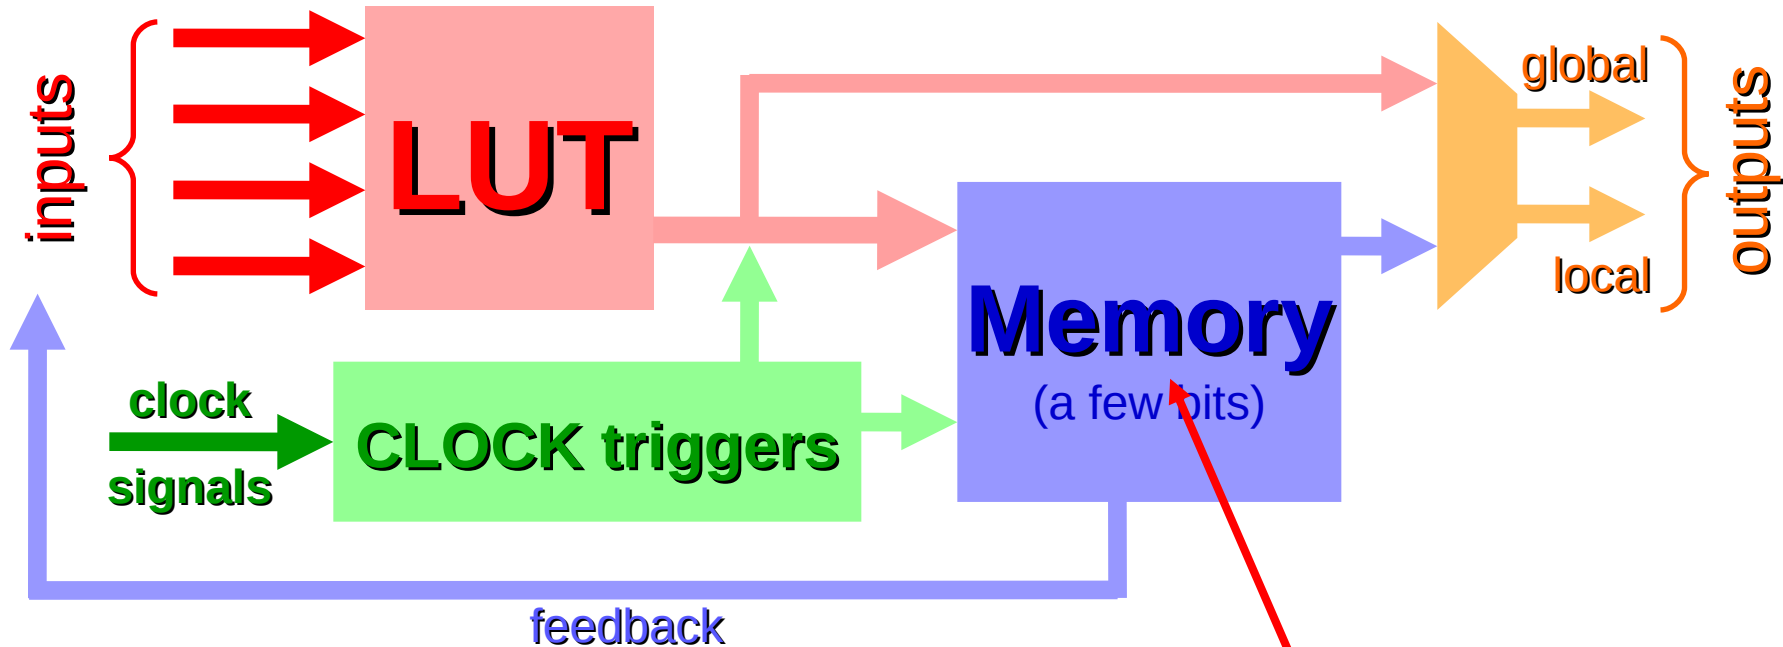 inputs
LUT
global
local
outputs
Memory
(a few bits)
clock
signals
CLOCK triggers
feedback